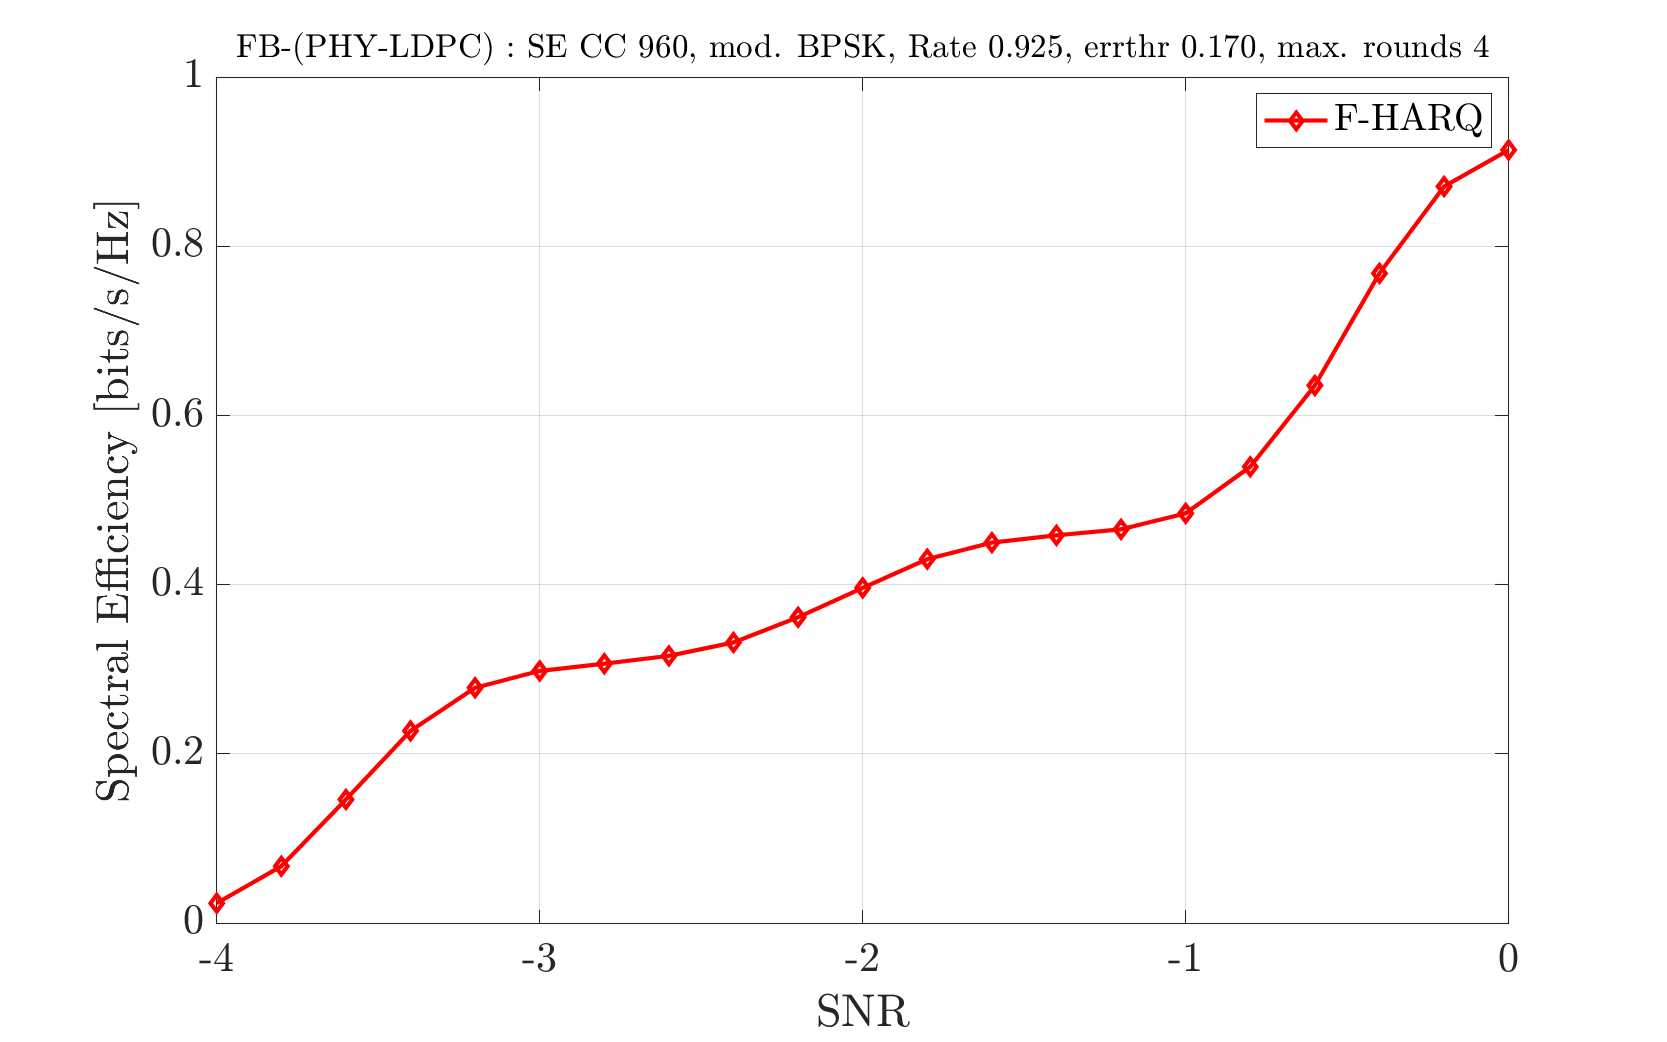 FB-(PHY-LDPC) : SE CC 960, mod. BPSK, Rate 0.925, errthr 0.170, max. rounds 4
1
F-HARQ
0.8
0.6
0.4
0.2
0
Spectral Efficiency [bits/s/Hz]
-4 -3 -2 -1 0
SNR